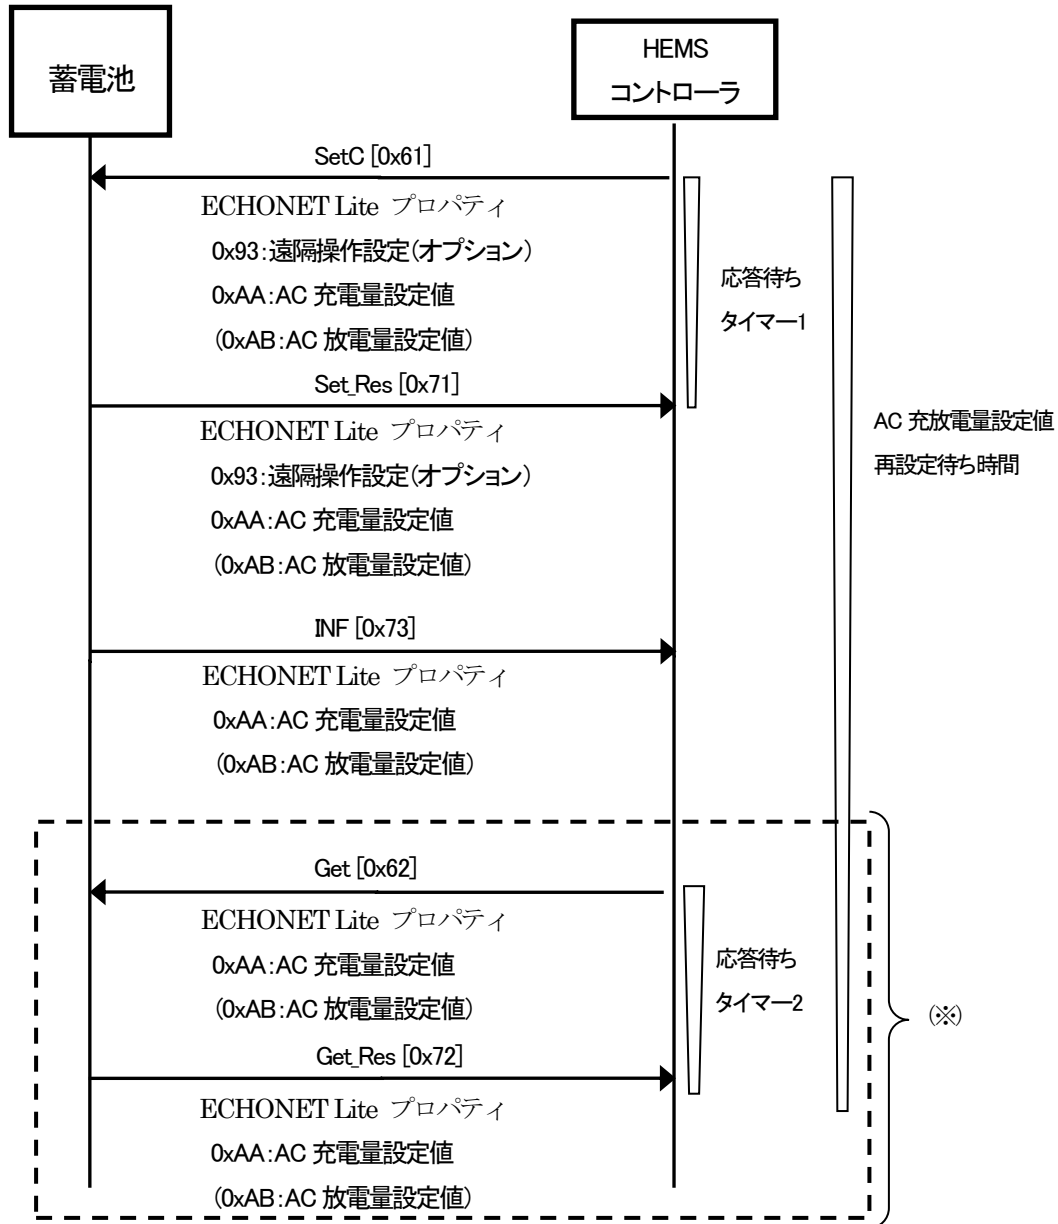 蓄電池
HEMS
コントローラ
SetC [0x61]
ECHONET Lite プロパティ
0x93:遠隔操作設定(オプション)
0xAA:AC 充電量設定値
(0xAB:AC 放電量設定値)
応答待ち
タイマー1
Set_Res [0x71]
ECHONET Lite プロパティ
0x93:遠隔操作設定(オプション)
0xAA:AC 充電量設定値
(0xAB:AC 放電量設定値)
AC 充放電量設定値
再設定待ち時間
INF [0x73]
ECHONET Lite プロパティ
0xAA:AC 充電量設定値
(0xAB:AC 放電量設定値)
Get [0x62]
ECHONET Lite プロパティ
0xAA:AC 充電量設定値
(0xAB:AC 放電量設定値)
応答待ち
タイマー2
(※)
Get_Res [0x72]
ECHONET Lite プロパティ
0xAA:AC 充電量設定値
(0xAB:AC 放電量設定値)